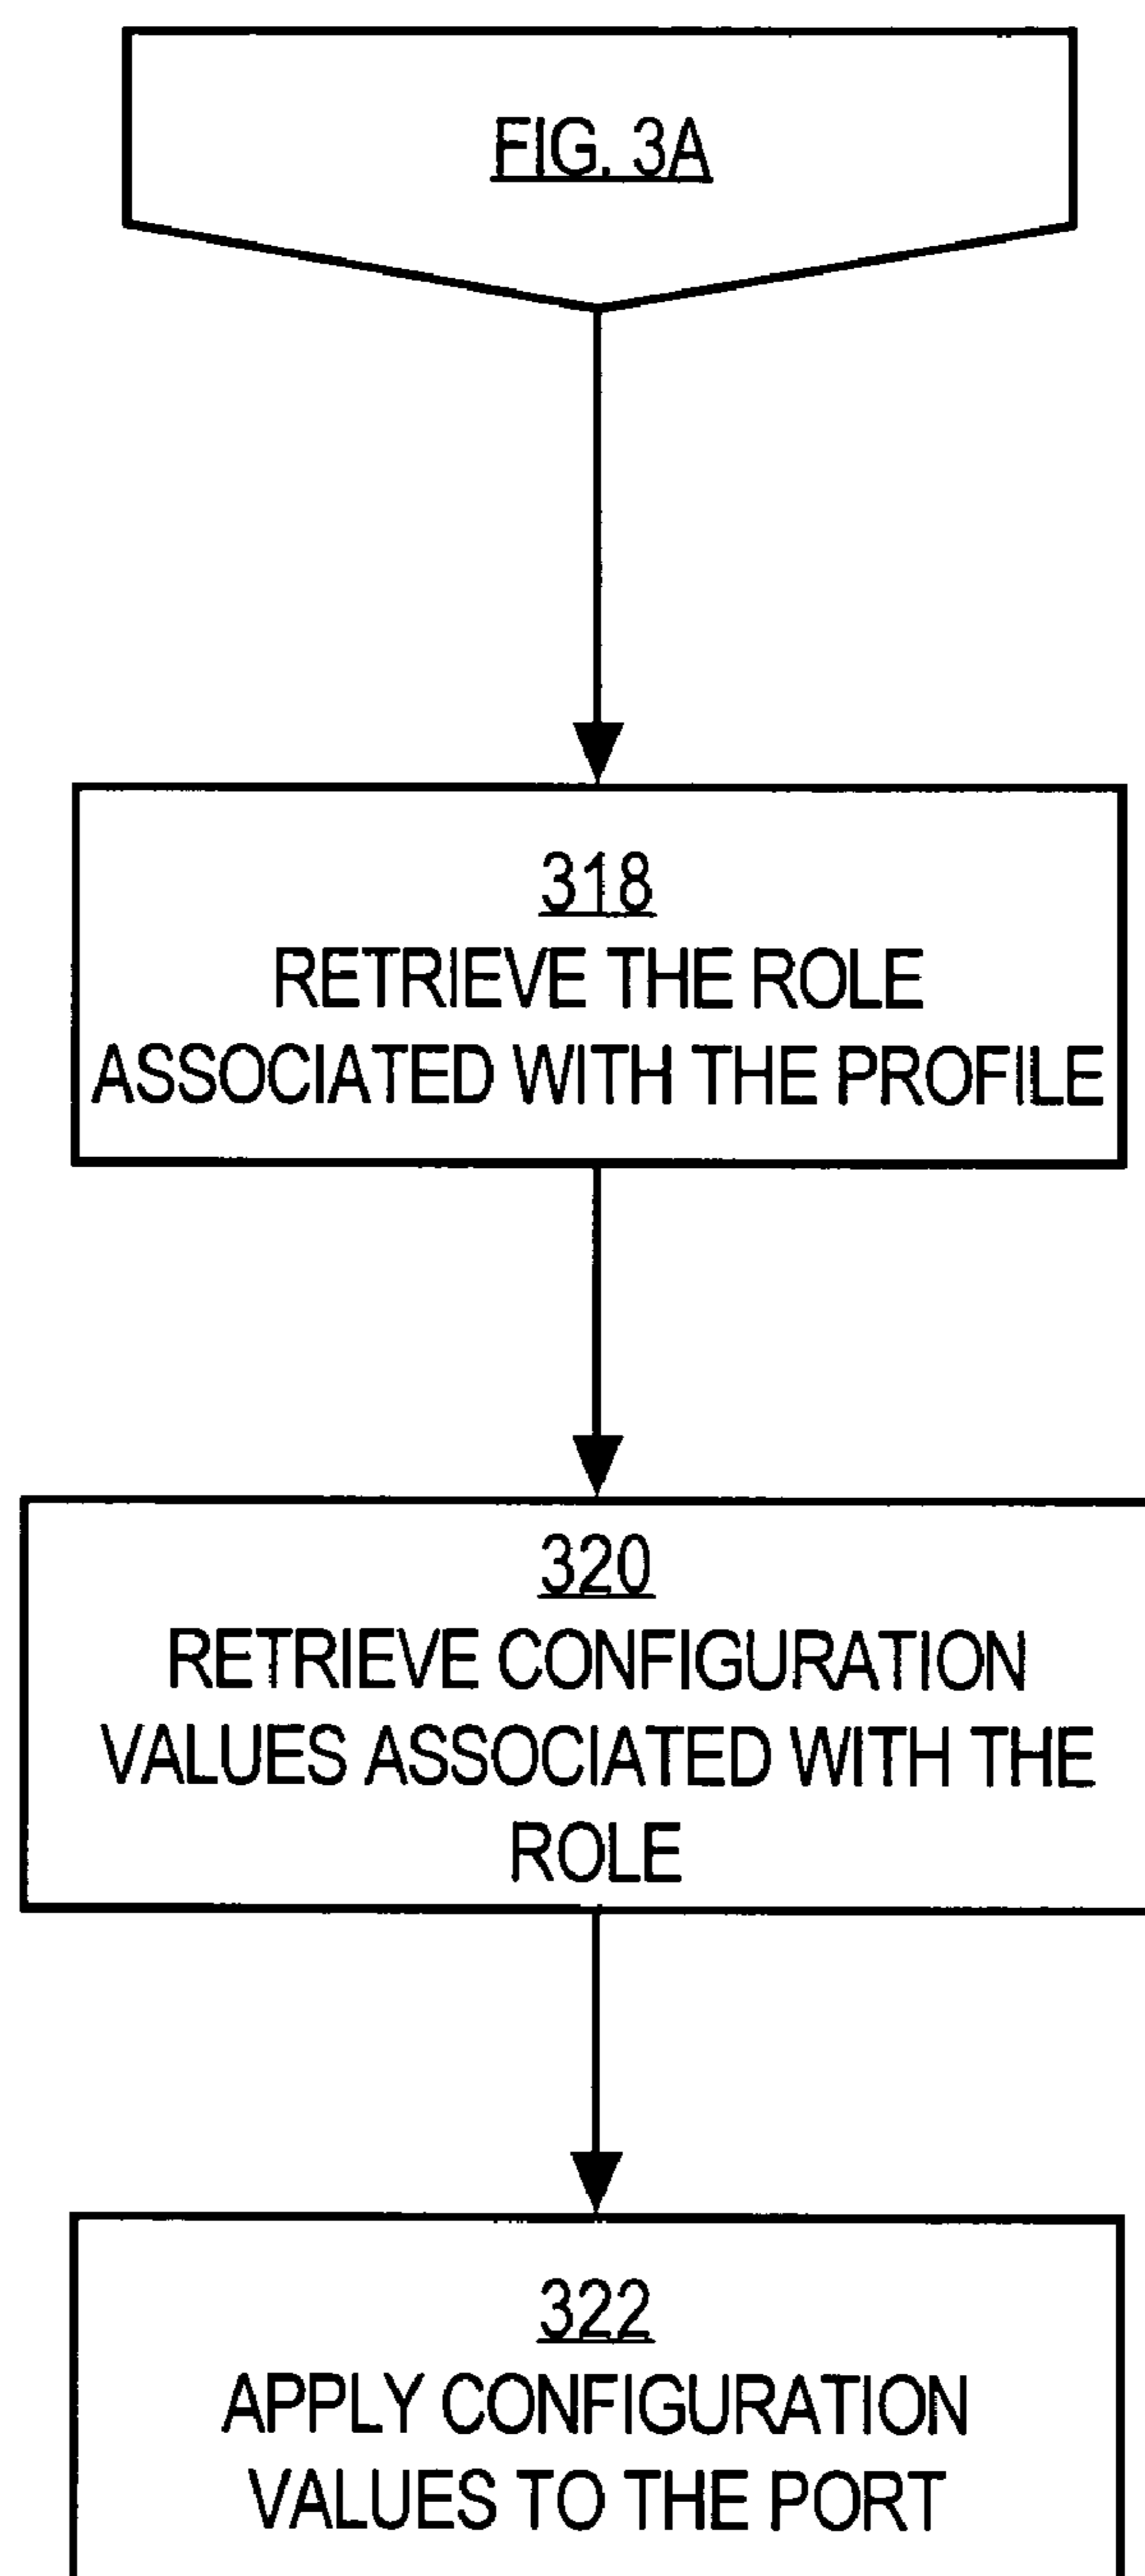 FIG. 3A
318
RETRIEVE THE ROLE
ASSOCIATED WITH THE PROFILE
320
RETRIEVE CONFIGURATION
VALUES ASSOCIATED WITH THE
ROLE
322
APPLY CONFIGURATION
VALUES TO THE PORT